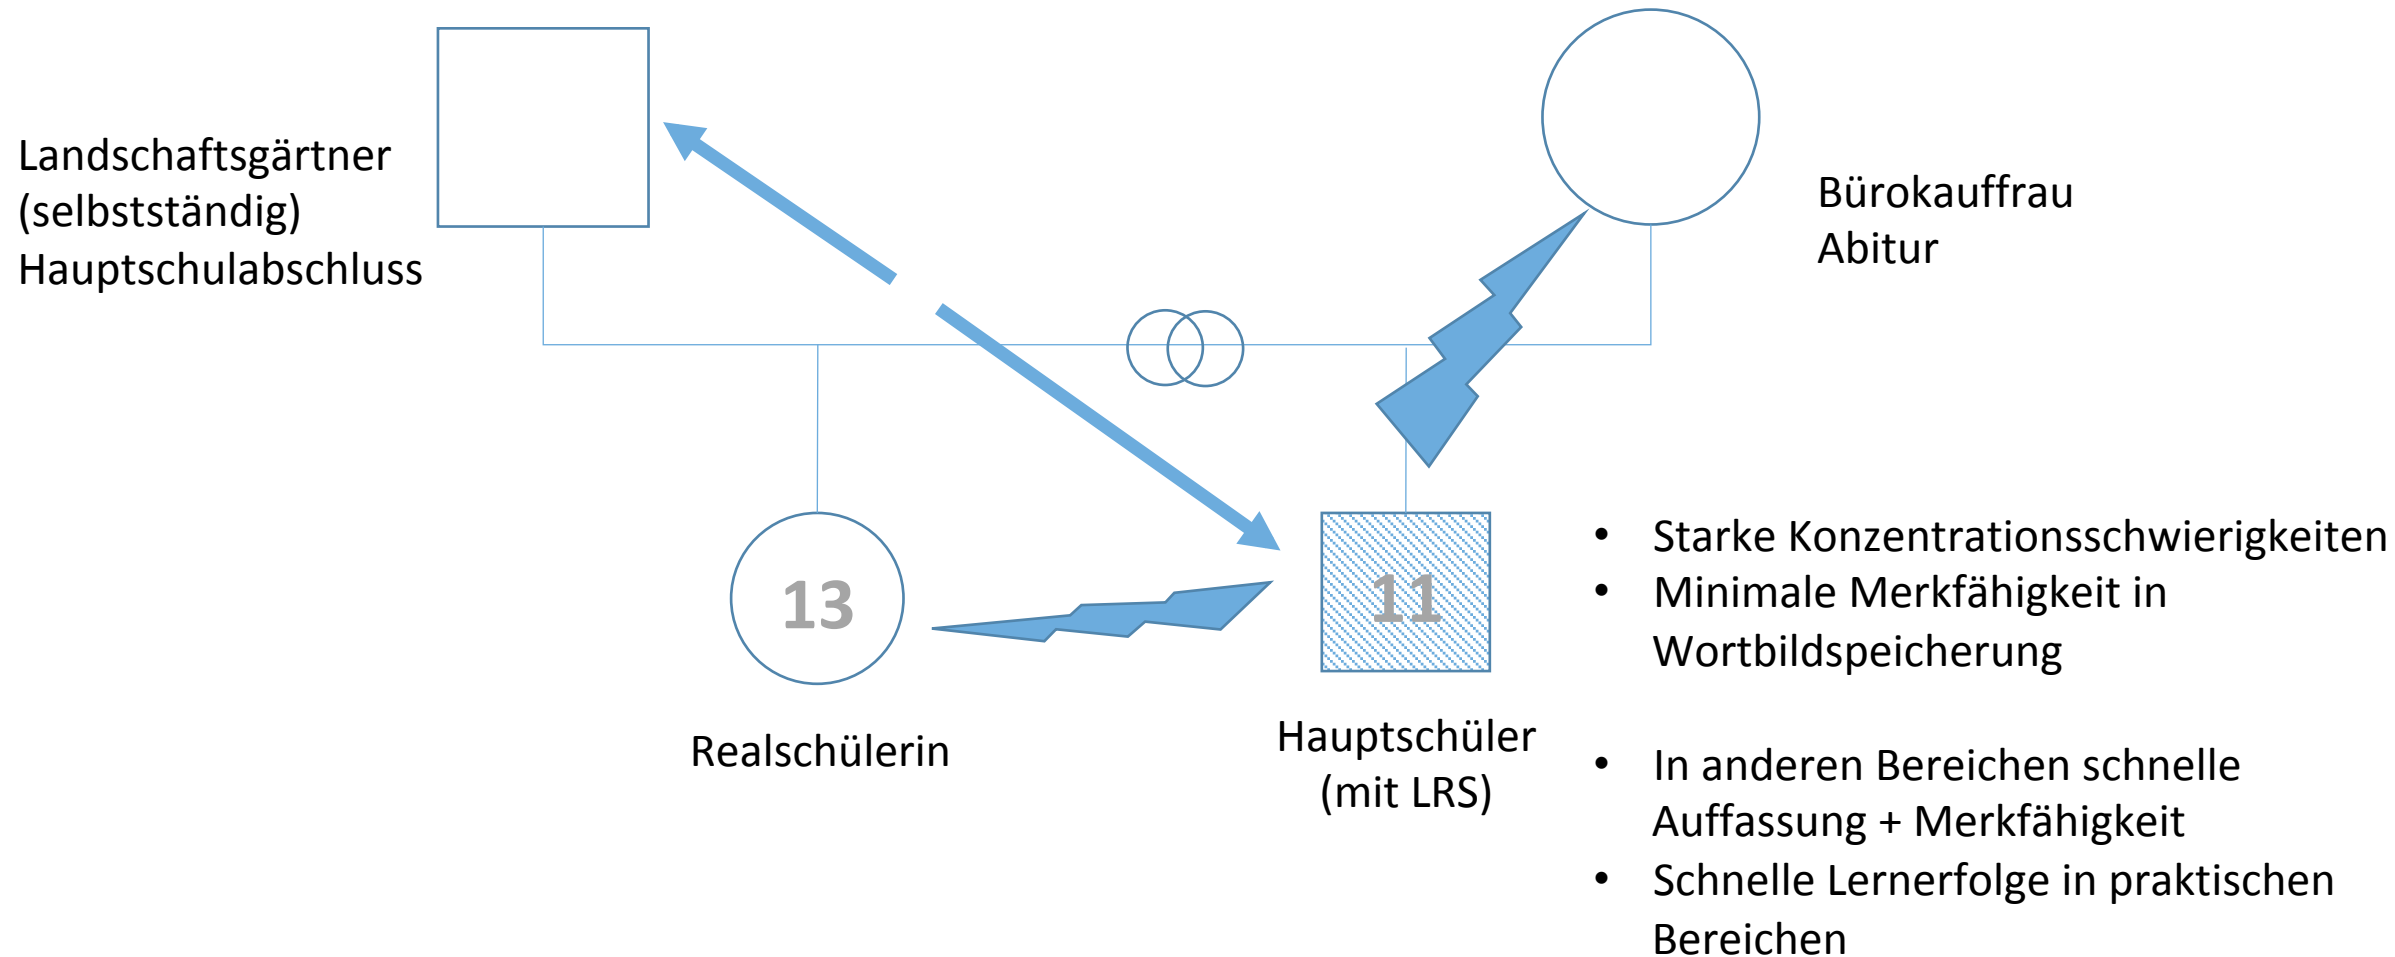 Landschaftsgärtner
(selbstständig)
Hauptschulabschluss
Bürokauffrau
Abitur
13
11
Realschülerin
Hauptschüler
(mit LRS)
• Starke Konzentrationsschwierigkeiten
• Minimale Merkfähigkeit in
Wortbildspeicherung
• In anderen Bereichen schnelle
Auffassung + Merkfähigkeit
• Schnelle Lernerfolge in praktischen
Bereichen